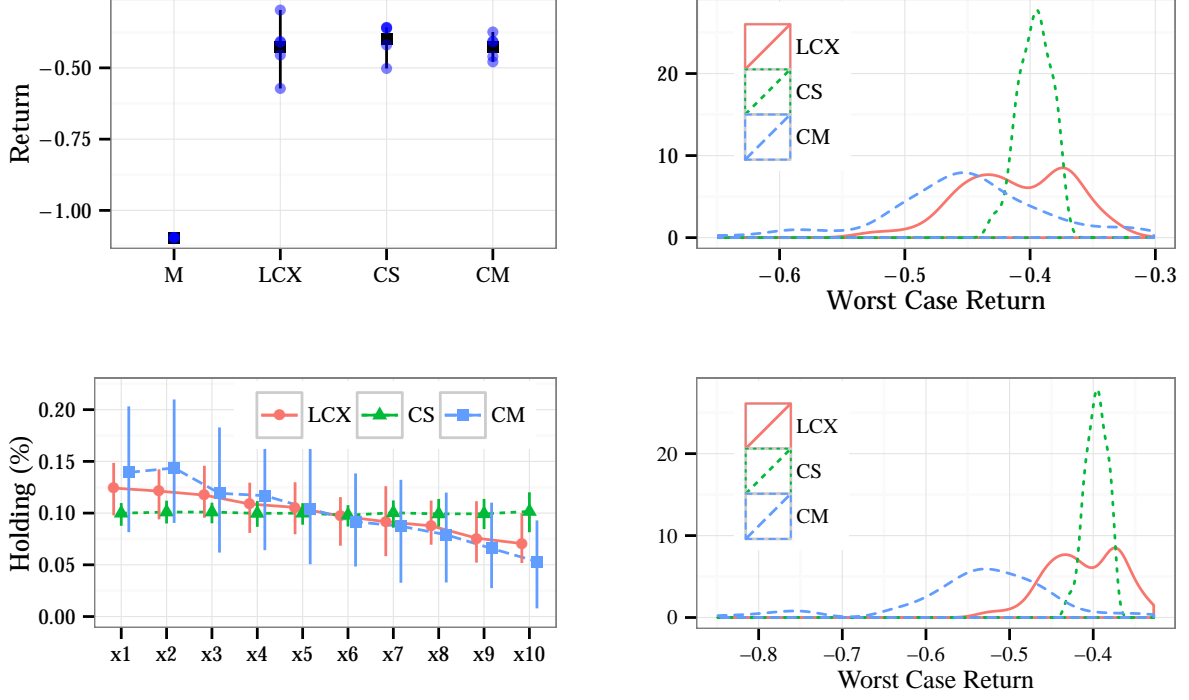 Return
−0.50
−0.75
−1.00
M LCX CS CM
LCX
CS
CM
20
10
0
−0.6 −0.5 −0.4 −0.3
Worst Case Return
Holding (%)
0.20
0.15
0.10
0.05
0.00
LCX CS CM
x1 x2 x3 x4 x5 x6 x7 x8 x9 x10
LCX
CS
CM
20
10
0
−0.8 −0.7 −0.6 −0.5 −0.4
Worst Case Return